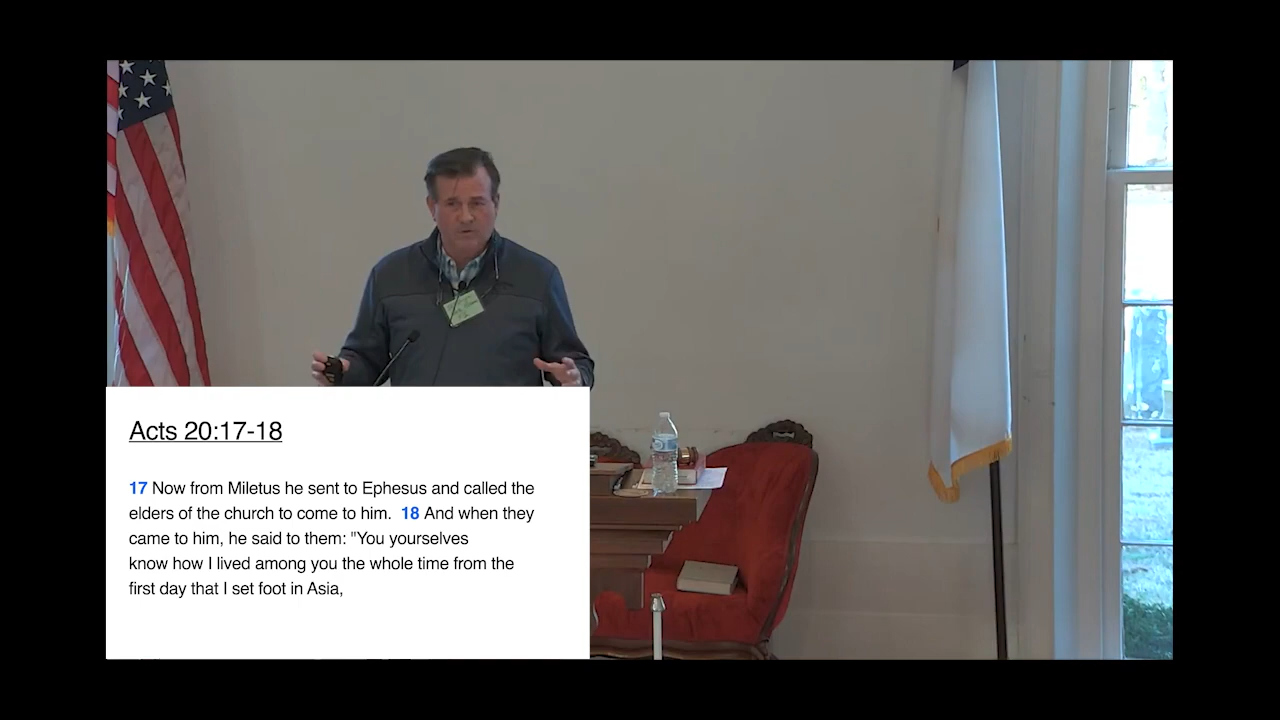 Acts 20:17-18
17 Now from Miletus he sent to Ephesus and called the
elders of the church to come to him. 18 And when they
came to him, he said to them: "You yourselves
know how I lived among you the whole time from the
first day that I set foot in Asia,